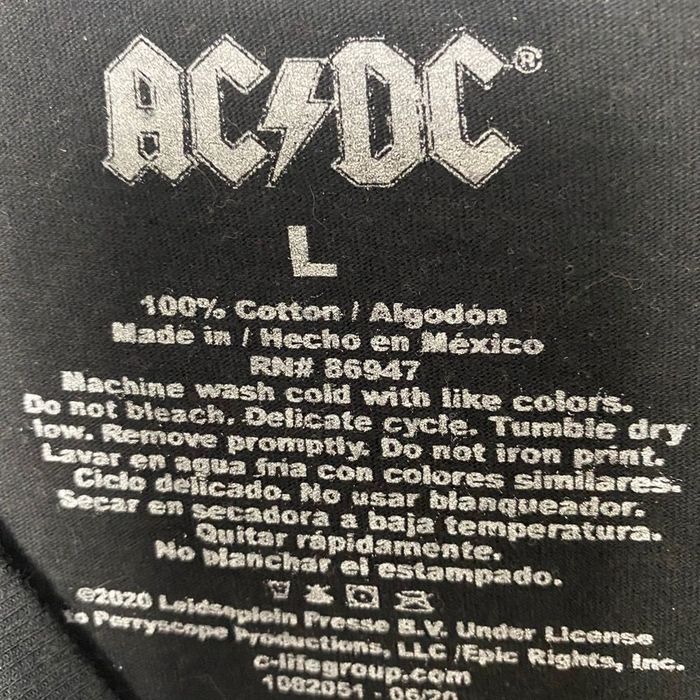 AC⚡DC®
L
100% Cotton / Algodón
Made in / Hecho en México
RN# 86947
Machine wash cold with like colors.
Do not bleach. Delicate cycle. Tumble dry
low. Remove promptly. Do not iron print.
Lavar en agua fria con colores similares.
Ciclo delicado. No usar blanqueador.
Secar en secadora a baja temperatura.
Quitar rápidamente.
No planchar el estampado.
©2020 Leidseplein Presse B.V. Under License
to Perryscope Productions, LLC /Epic Rights, Inc.
c-lifegroup.com
1082051 - 06/20